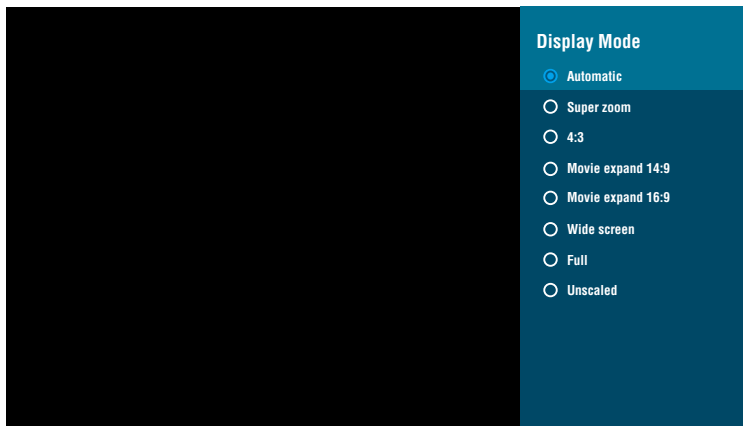 Display Mode
Automatic
Super zoom
4:3
Movie expand 14:9
Movie expand 16:9
Wide screen
Full
Unscaled